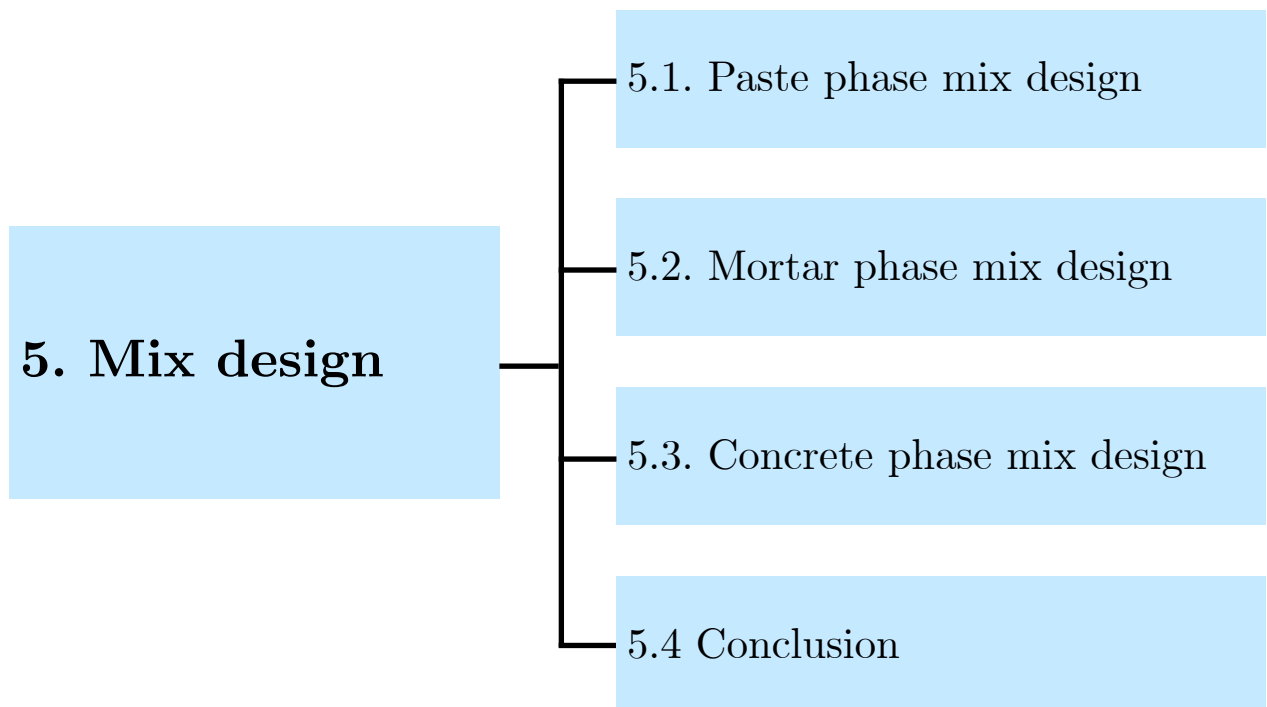 5. Mix design
5.1. Paste phase mix design
5.2. Mortar phase mix design
5.3. Concrete phase mix design
5.4 Conclusion